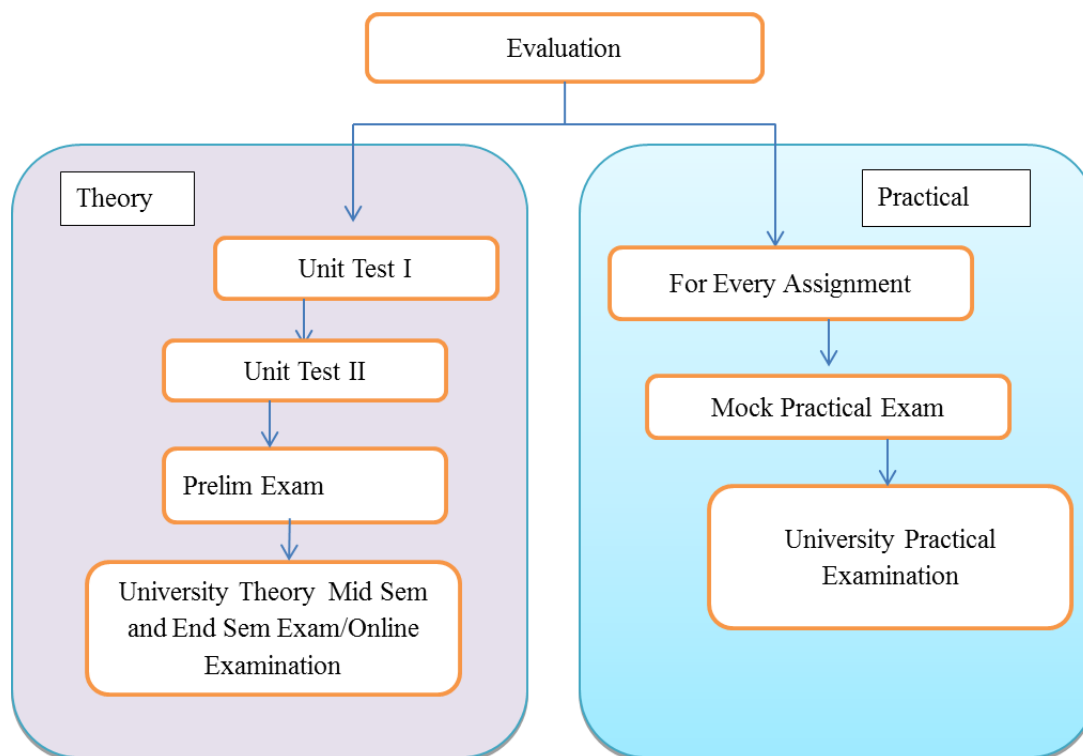 Evaluation
Theory
Unit Test I
Unit Test II
Prelim Exam
University Theory Mid Sem
and End Sem Exam/Online
Examination
Practical
For Every Assignment
Mock Practical Exam
University Practical
Examination